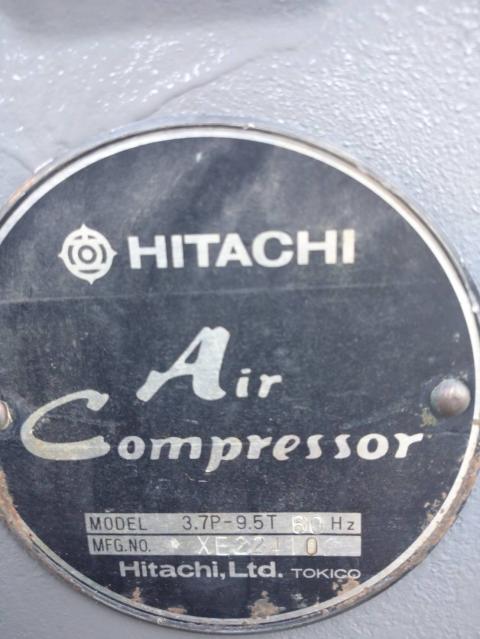 HITACHI
Air
Compressor
MODEL 3.7P-9.5T 60 Hz
MFG.NO.
Hitachi,Ltd. TOKICO